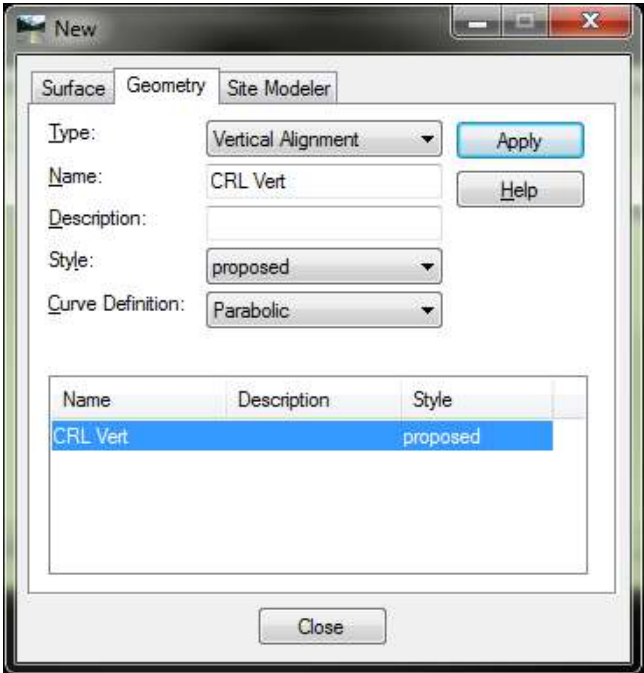 New
Surface Geometry Site Modeler
Type: Vertical Alignment Apply
Name: CRL Vert Help
Description:
Style: proposed
Curve Definition: Parabolic
Name Description Style
CRL Vert proposed
Close